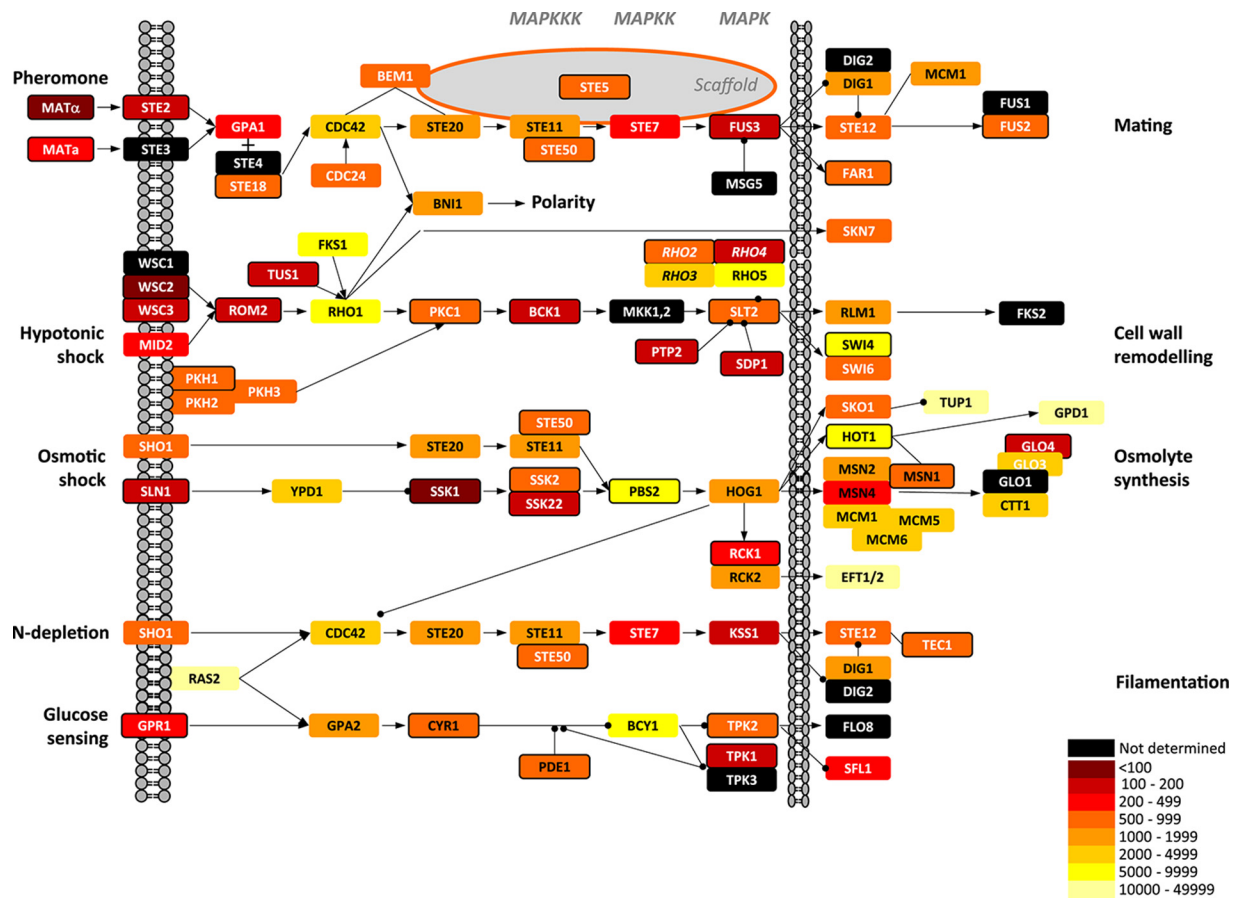 MAPKKK MAPKK MAPK
Pheromone
MATα STE2
MATa STE3
GPA1
+
STE4
STE18
BEM1
STE5
Scaffold
CDC42 STE20 STE11 STE7 FUS3
STE50
CDC24
MSG5
BNI1 Polarity
DIG2
DIG1
MCM1
STE12
FUS1
FUS2
FAR1
Mating
SKN7
Hypotonic
shock
WSC1
WSC2
WSC3
MID2
FKS1
TUS1
ROM2 RHO1 PKC1 BCK1 MKK1,2 SLT2
RHO2 RHO4
RHO3 RHO5
PTP2
SDP1
PKH1
PKH2
PKH3
RLM1 FKS2
SWI4
SWI6
Cell wall
remodelling
Osmotic
shock
SHO1 STE20 STE11
STE50
SLN1 YPD1 SSK1 SSK2
SSK22
PBS2 HOG1
RCK1
RCK2 EFT1/2
SKO1 TUP1
HOT1 GPD1
MSN2
MSN1
MSN4
MCM1
MCM5
MCM6
GLO4
GLO3
GLO1
CTT1
Osmolyte
synthesis
N-depletion
SHO1 CDC42 STE20 STE11 STE7 KSS1 STE12
STE50
TEC1
DIG1
DIG2
RAS2
Filamentation
Glucose
sensing
GPR1 GPA2 CYR1 BCY1 TPK2 FLO8
PDE1
TPK1
TPK3
SFL1
Not determined
<100
100 - 200
200 - 499
500 - 999
1000 - 1999
2000 - 4999
5000 - 9999
10000 - 49999